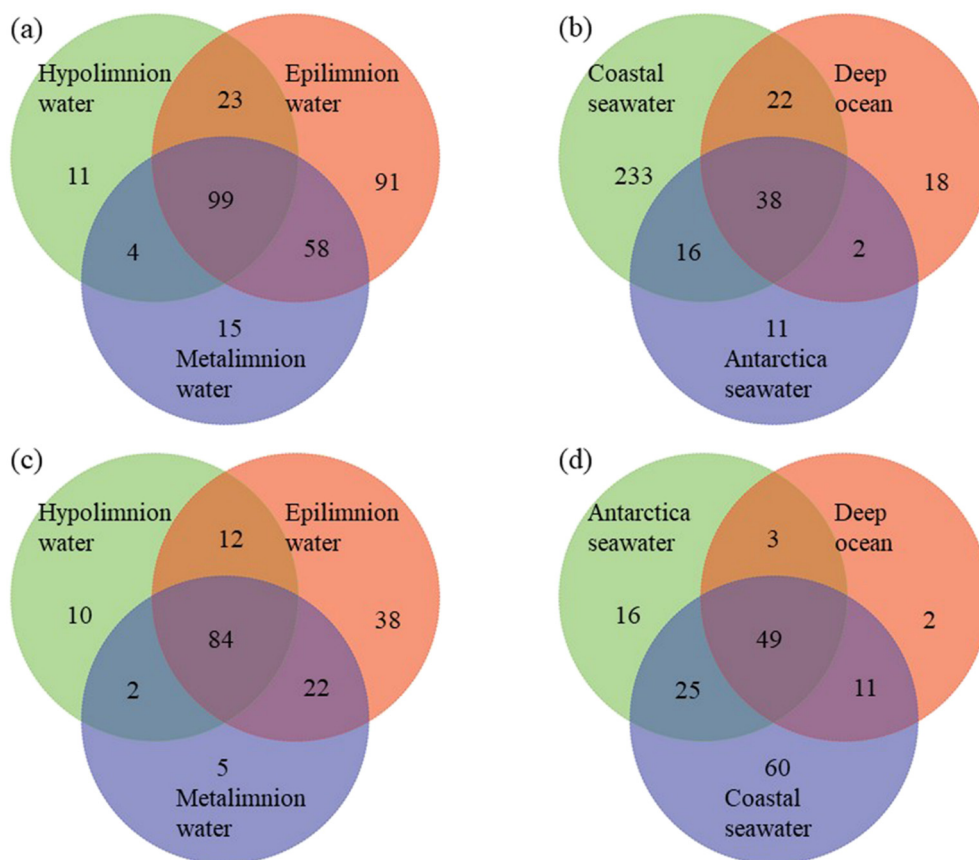 (a)
Hypolimnion
water
Epilimnion
water
23
11
91
99
4
58
15
Metalimnion
water
(b)
Coastal
seawater
Deep
ocean
22
233
18
38
16
2
11
Antarctica
seawater
(c)
Hypolimnion
water
Epilimnion
water
12
10
38
84
2
22
5
Metalimnion
water
(d)
Antarctica
seawater
Deep
ocean
3
16
2
49
25
11
60
Coastal
seawater